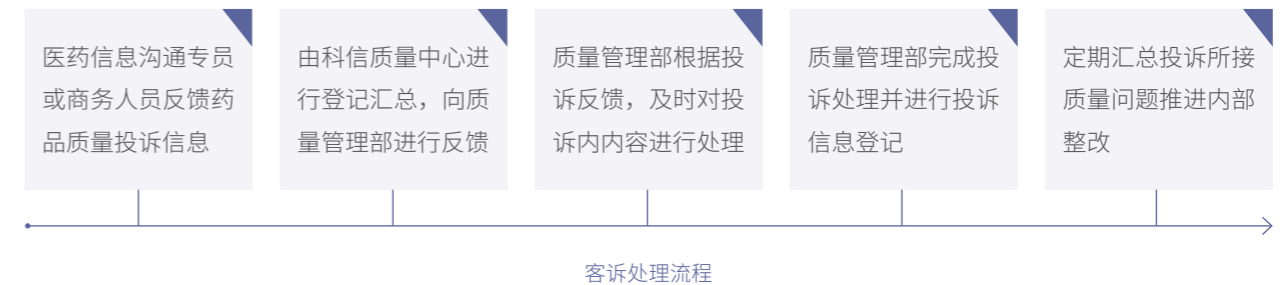 医药信息沟通专员
或商务人员反馈药
品质量投诉信息
由科信质量中心进
行登记汇总，向质
量管理部进行反馈
质量管理部根据投
诉反馈，及时对投
诉内内容进行处理
质量管理部完成投
诉处理并进行投诉
信息登记
定期汇总投诉所接
质量问题推进内部
整改
客诉处理流程